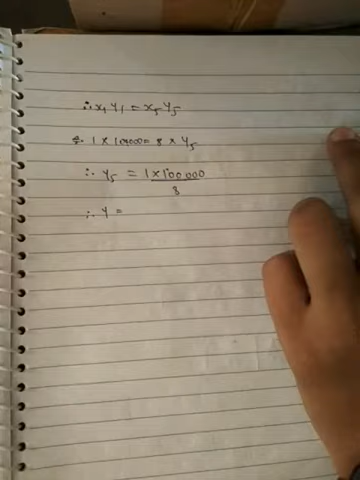 ∴ x₁ y₁ = x₅ y₅
1 × 100000 = 8 × y₅
∴ y₅ = 1 × 100000
8
∴ y =